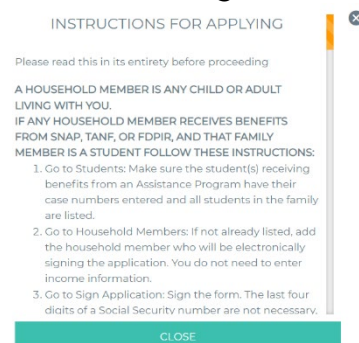 INSTRUCTIONS FOR APPLYING
Please read this in its entirety before proceeding
A HOUSEHOLD MEMBER IS ANY CHILD OR ADULT
LIVING WITH YOU.
IF ANY HOUSEHOLD MEMBER RECEIVES BENEFITS
FROM SNAP, TANF, OR FDPIR, AND THAT FAMILY
MEMBER IS A STUDENT FOLLOW THESE INSTRUCTIONS:
1. Go to Students: Make sure the student(s) receiving
benefits from an Assistance Program have their
case numbers entered and all students in the family
are listed.
2. Go to Household Members: If not already listed, add
the household member who will be electronically
signing the application. You do not need to enter
income information.
3. Go to Sign Application: Sign the form. The last four
digits of a Social Security number are not necessary.
CLOSE